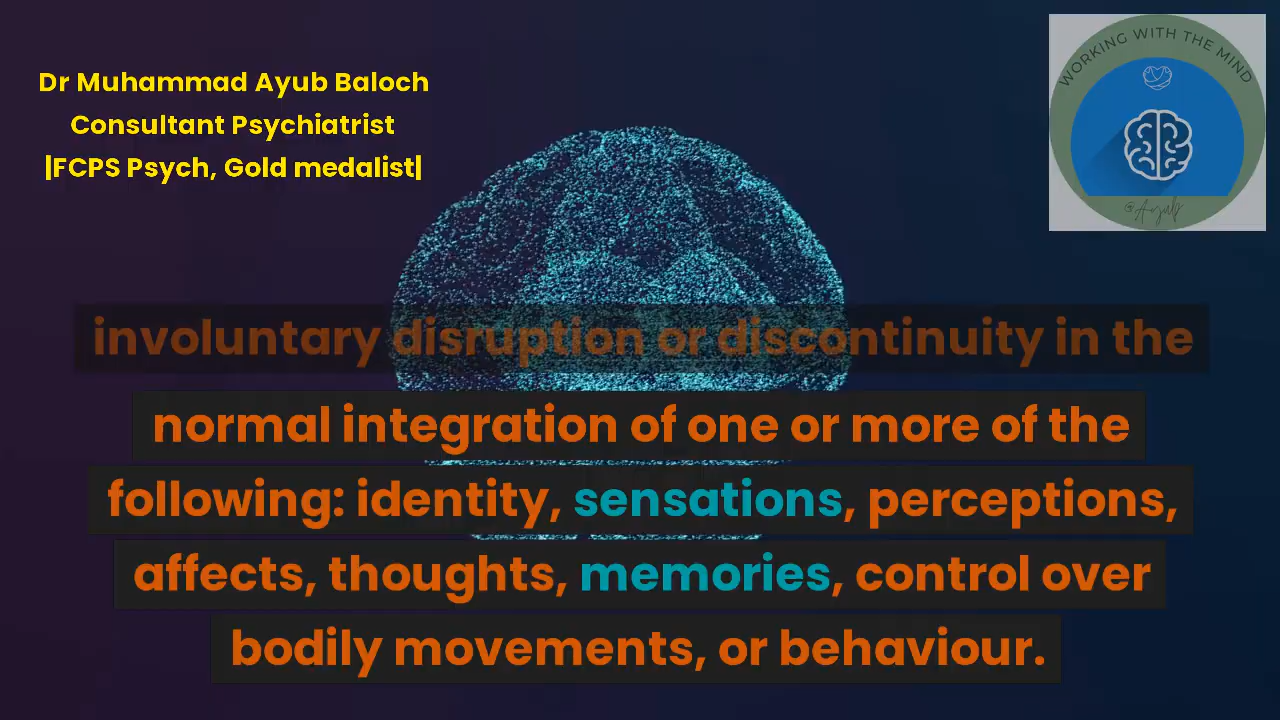 Dr Muhammad Ayub Baloch
Consultant Psychiatrist
|FCPS Psych, Gold medalist|
WORKING WITH THE MIND
@Ayub
involuntary disruption or discontinuity in the
normal integration of one or more of the
following: identity, sensations, perceptions,
affects, thoughts, memories, control over
bodily movements, or behaviour.